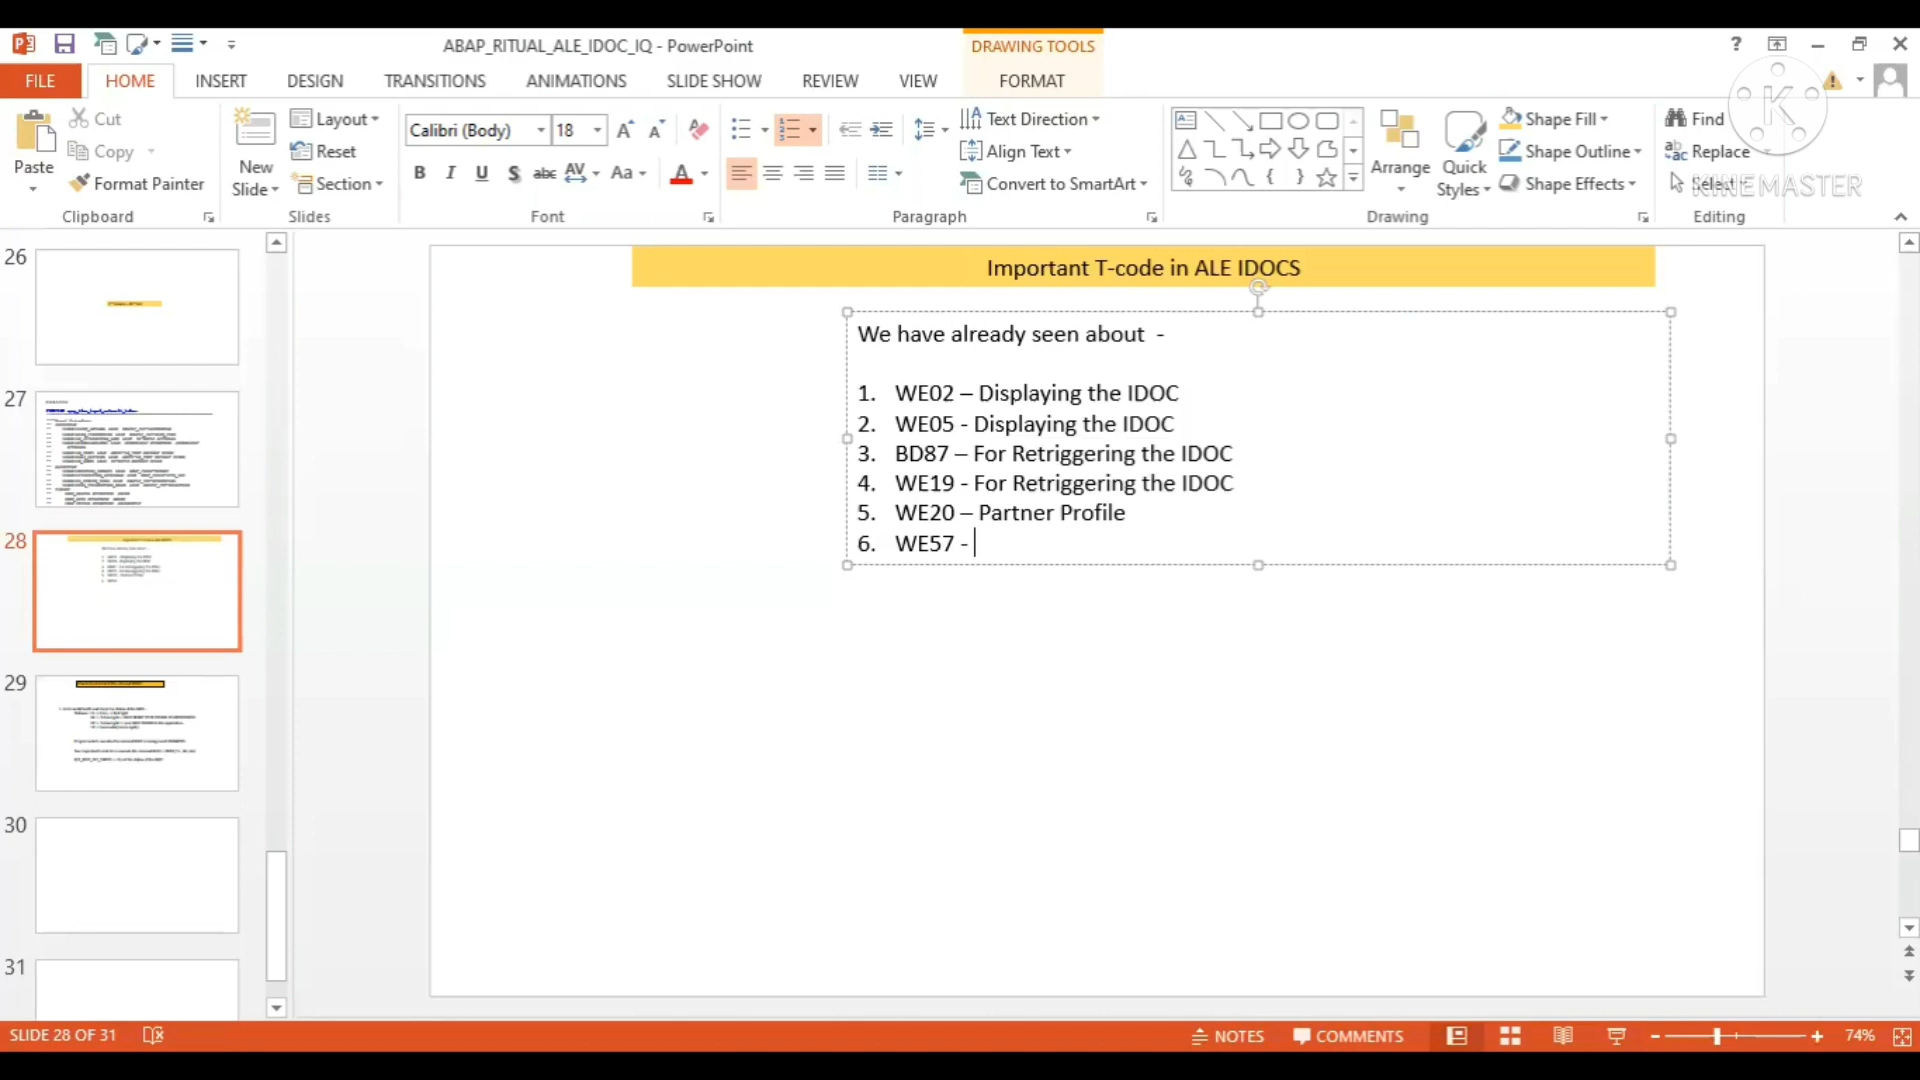 ABAP_RITUAL_ALE_IDOC_IQ - PowerPoint
DRAWING TOOLS
?
FILE
HOME
INSERT
DESIGN
TRANSITIONS
ANIMATIONS
SLIDE SHOW
REVIEW
VIEW
FORMAT
Paste
Cut
Copy
Format Painter
Clipboard
New Slide
Layout
Reset
Section
Slides
Calibri (Body)
18
Font
Text Direction
Align Text
Convert to SmartArt
Paragraph
Arrange
Quick Styles
Shape Fill
Shape Outline
Shape Effects
Drawing
Find
Replace
Select
Editing
KINEMASTER
26
27
28
29
30
31
Important T-code in ALE IDOCS
We have already seen about -
1. WE02 – Displaying the IDOC
2. WE05 - Displaying the IDOC
3. BD87 – For Retriggering the IDOC
4. WE19 - For Retriggering the IDOC
5. WE20 – Partner Profile
6. WE57 -
SLIDE 28 OF 31
NOTES
COMMENTS
74%